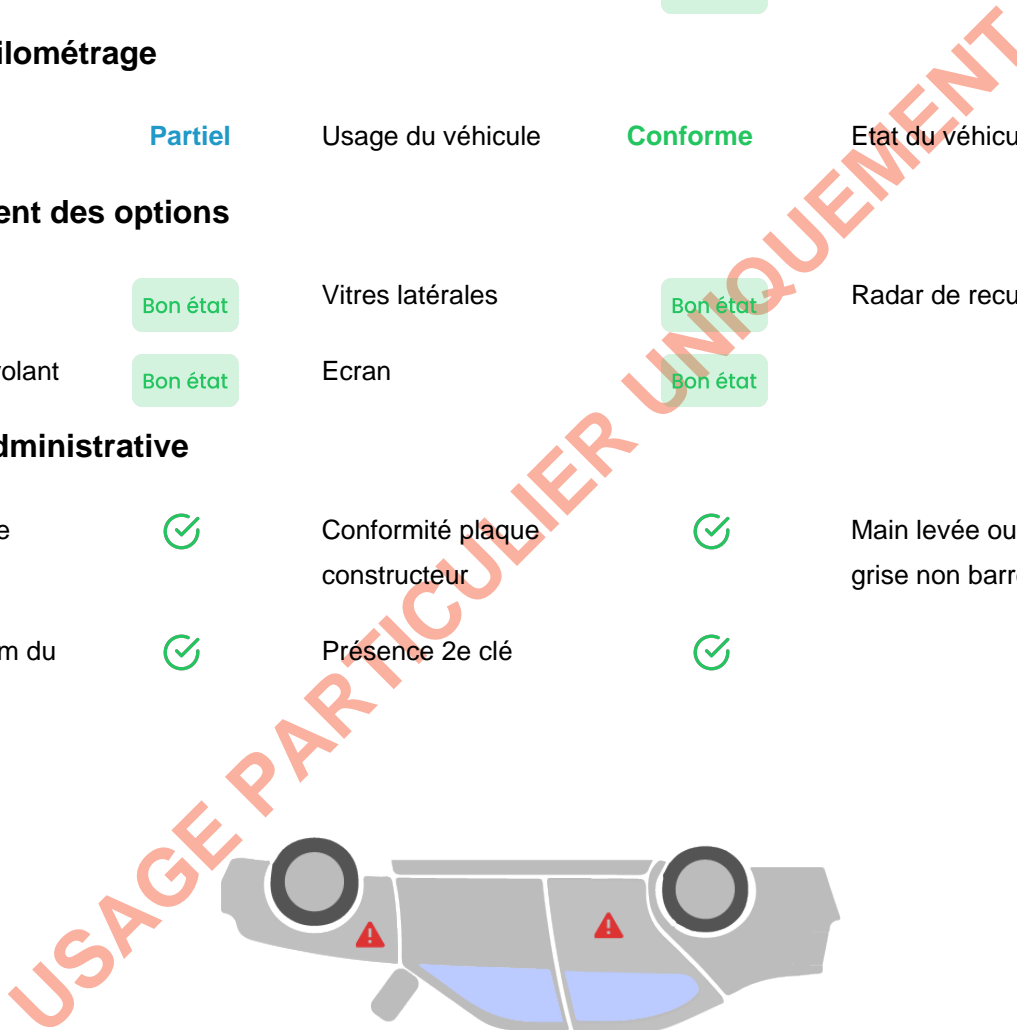 ilométrage
Partiel Usage du véhicule Conforme Etat du véhicu
ent des options
Bon état Vitres latérales Bon état Radar de recu
olant Bon état Ecran Bon état
dministrative
e Conformité plaque Main levée ou
constructeur grise non barr
m du Présence 2e clé
USAGE PARTICULIER UNIQUEMENT